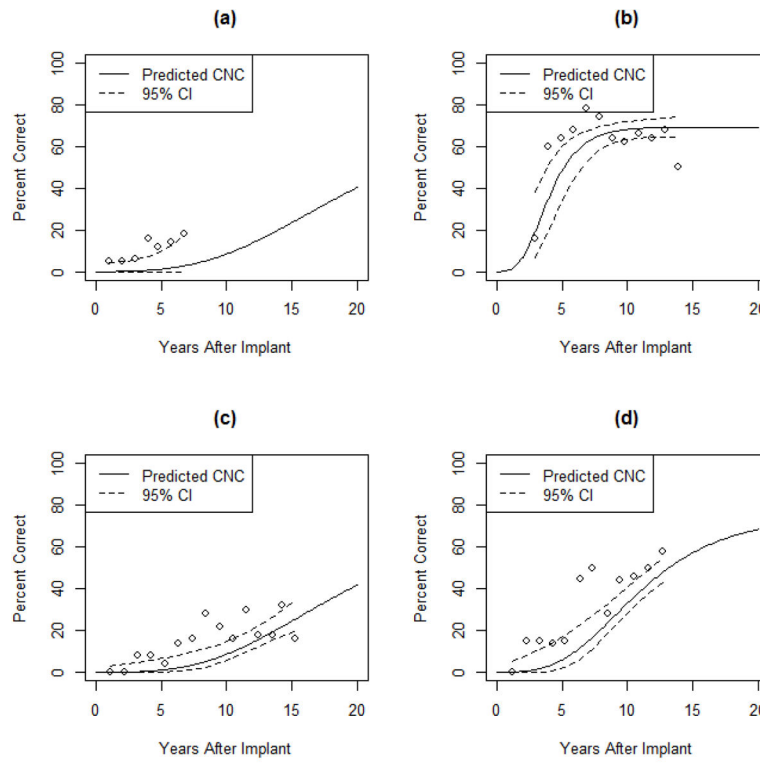 (a)
Predicted CNC
95% CI
Percent Correct
0 20 40 60 80 100
0 5 10 15 20
Years After Implant
(b)
Predicted CNC
95% CI
Percent Correct
0 20 40 60 80 100
0 5 10 15 20
Years After Implant
(c)
Predicted CNC
95% CI
Percent Correct
0 20 40 60 80 100
0 5 10 15 20
Years After Implant
(d)
Predicted CNC
95% CI
Percent Correct
0 20 40 60 80 100
0 5 10 15 20
Years After Implant